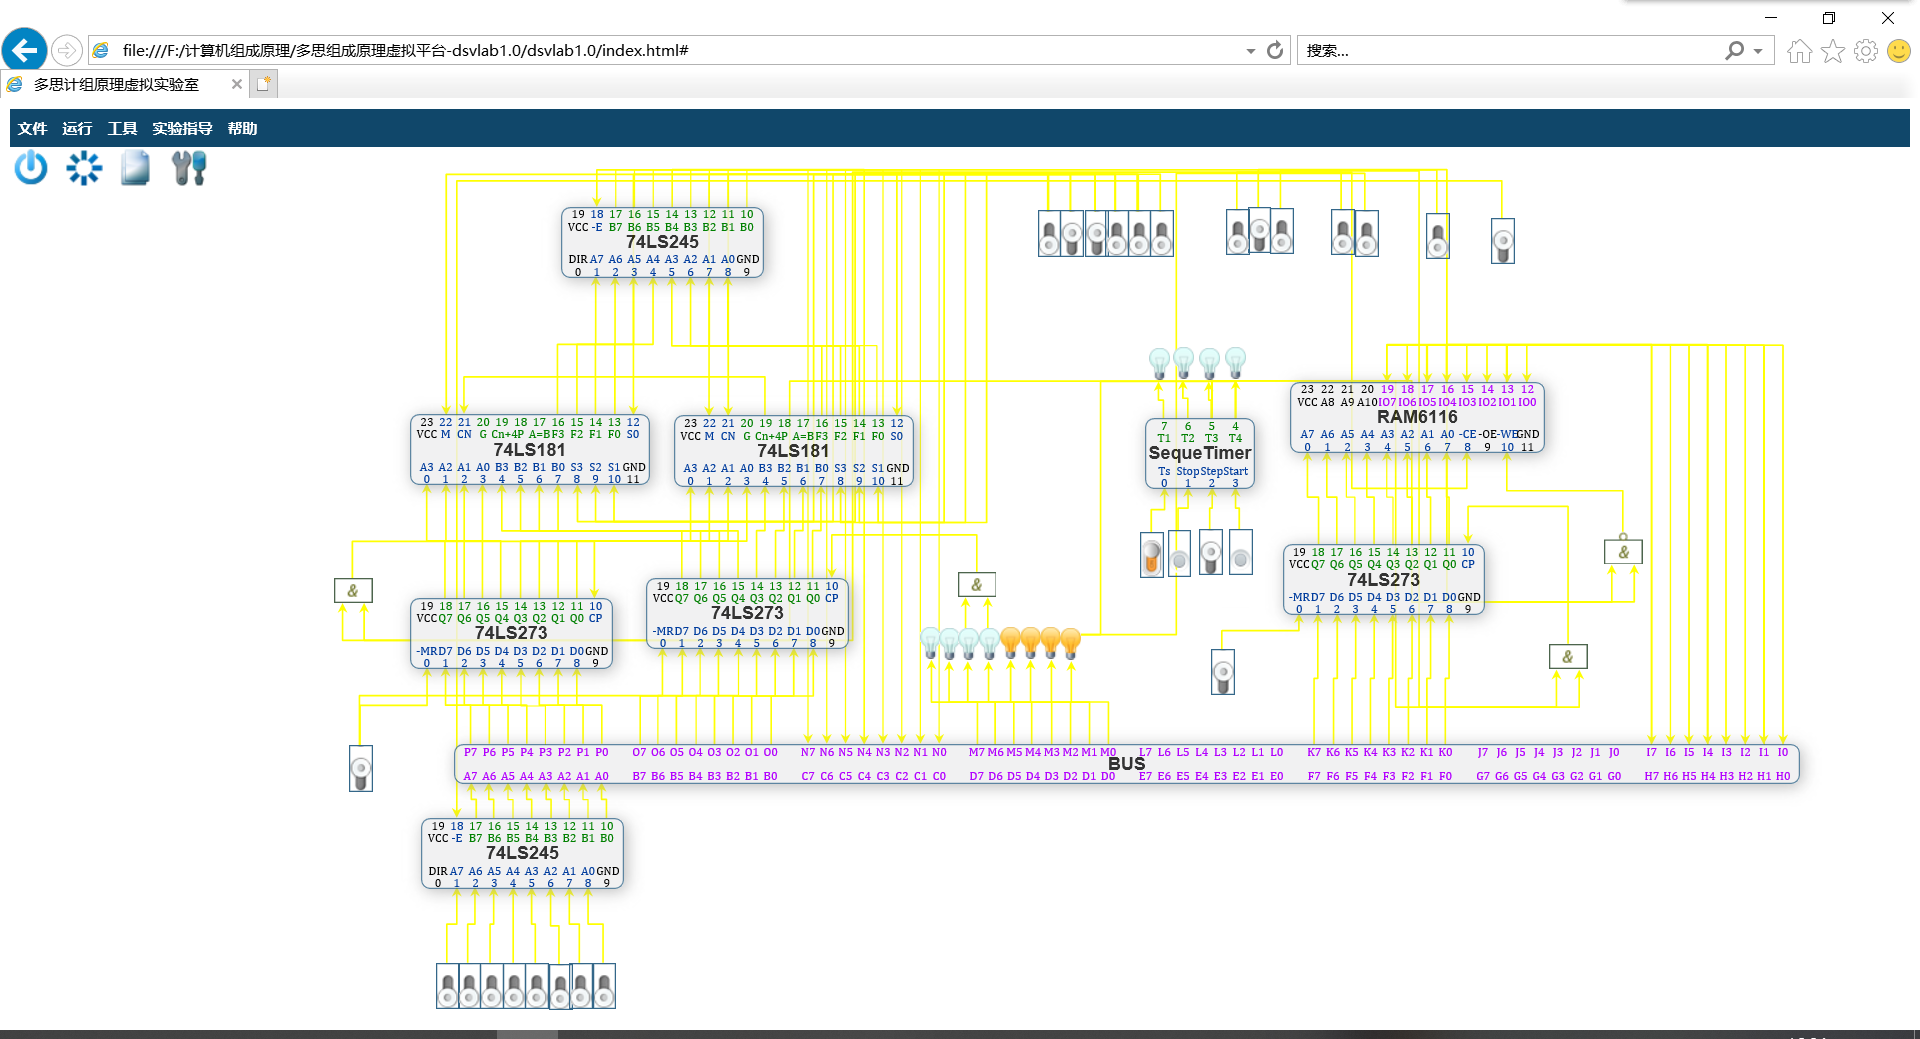 file:///F:/计算机组成原理/多思组成原理虚拟平台-dsvlab1.0/dsvlab1.0/index.html#
搜索...
多思计组原理虚拟实验室
文件 运行 工具 实验指导 帮助
19 18 17 16 15 14 13 12 11 10
VCC -E B7 B6 B5 B4 B3 B2 B1 B0
74LS245
DIR A7 A6 A5 A4 A3 A2 A1 A0 GND
0 1 2 3 4 5 6 7 8 9
23 22 21 20 19 18 17 16 15 14 13 12
VCC M CN G Cn+4 P A=B F3 F2 F1 F0 S0
74LS181
A3 A2 A1 A0 B3 B2 B1 B0 S3 S2 S1 GND
0 1 2 3 4 5 6 7 8 9 10 11
23 22 21 20 19 18 17 16 15 14 13 12
VCC M CN G Cn+4 P A=B F3 F2 F1 F0 S0
74LS181
A3 A2 A1 A0 B3 B2 B1 B0 S3 S2 S1 GND
0 1 2 3 4 5 6 7 8 9 10 11
7 6 5 4
T1 T2 T3 T4
SequeTimer
Ts Stop Step Start
0 1 2 3
23 22 21 20 19 18 17 16 15 14 13 12
VCC A8 A9 A10 IO7 IO6 IO5 IO4 IO3 IO2 IO1 IO0
RAM6116
A7 A6 A5 A4 A3 A2 A1 A0 -CE -OE -WE GND
0 1 2 3 4 5 6 7 8 9 10 11
&
19 18 17 16 15 14 13 12 11 10
VCC Q7 Q6 Q5 Q4 Q3 Q2 Q1 Q0 CP
74LS273
-MR D7 D6 D5 D4 D3 D2 D1 D0 GND
0 1 2 3 4 5 6 7 8 9
19 18 17 16 15 14 13 12 11 10
VCC Q7 Q6 Q5 Q4 Q3 Q2 Q1 Q0 CP
74LS273
-MR D7 D6 D5 D4 D3 D2 D1 D0 GND
0 1 2 3 4 5 6 7 8 9
&
19 18 17 16 15 14 13 12 11 10
VCC Q7 Q6 Q5 Q4 Q3 Q2 Q1 Q0 CP
74LS273
-MR D7 D6 D5 D4 D3 D2 D1 D0 GND
0 1 2 3 4 5 6 7 8 9
&
&
P7 P6 P5 P4 P3 P2 P1 P0 O7 O6 O5 O4 O3 O2 O1 O0 N7 N6 N5 N4 N3 N2 N1 N0 M7 M6 M5 M4 M3 M2 M1 M0 L7 L6 L5 L4 L3 L2 L1 L0 K7 K6 K5 K4 K3 K2 K1 K0 J7 J6 J5 J4 J3 J2 J1 J0 I7 I6 I5 I4 I3 I2 I1 I0
BUS
A7 A6 A5 A4 A3 A2 A1 A0 B7 B6 B5 B4 B3 B2 B1 B0 C7 C6 C5 C4 C3 C2 C1 C0 D7 D6 D5 D4 D3 D2 D1 D0 E7 E6 E5 E4 E3 E2 E1 E0 F7 F6 F5 F4 F3 F2 F1 F0 G7 G6 G5 G4 G3 G2 G1 G0 H7 H6 H5 H4 H3 H2 H1 H0
19 18 17 16 15 14 13 12 11 10
VCC -E B7 B6 B5 B4 B3 B2 B1 B0
74LS245
DIR A7 A6 A5 A4 A3 A2 A1 A0 GND
0 1 2 3 4 5 6 7 8 9